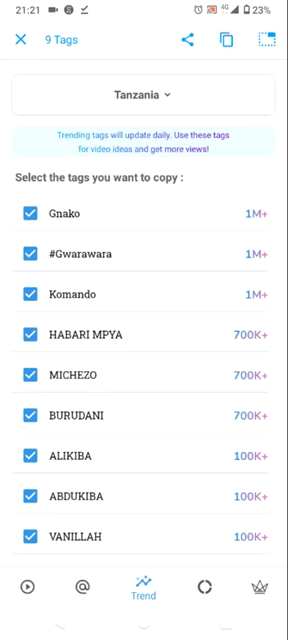 21:21 4G 23%
9 Tags
Tanzania
Trending tags will update daily. Use these tags
for video ideas and get more views!
Select the tags you want to copy :
Gnako 1M+
#Gwarawara 1M+
Komando 1M+
HABARI MPYA 700K+
MICHEZO 700K+
BURUDANI 700K+
ALIKIBA 100K+
ABDUKIBA 100K+
VANILLAH 100K+
Trend